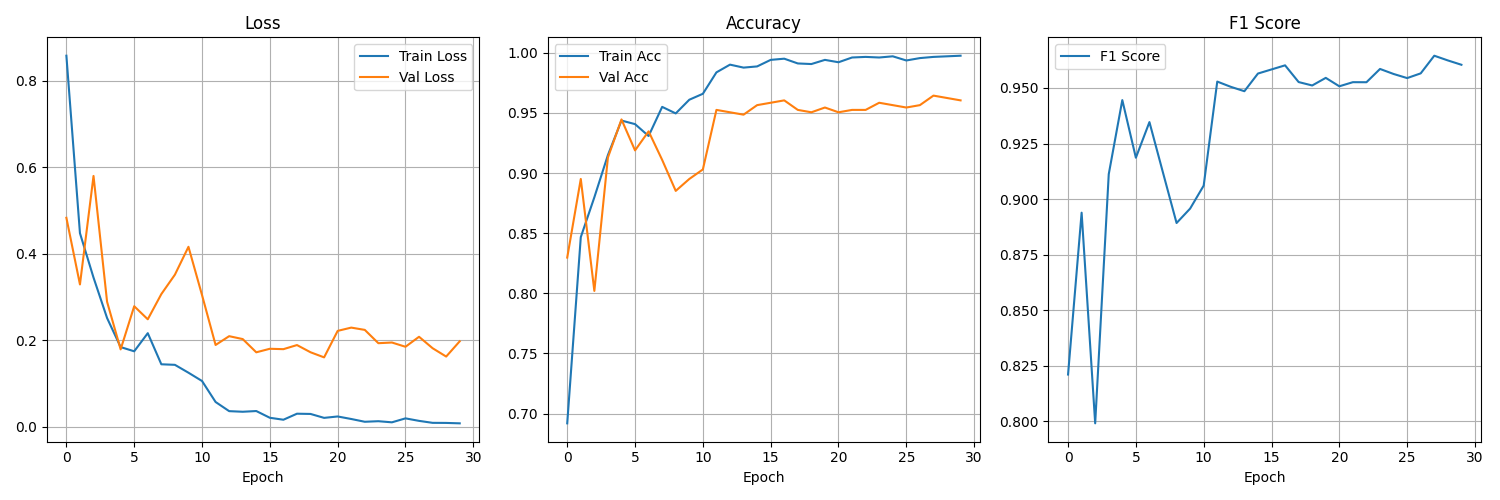 Loss
Train Loss
Val Loss
0.8
0.6
0.4
0.2
0.0
0 5 10 15 20 25 30
Epoch
Accuracy
Train Acc
Val Acc
1.00
0.95
0.90
0.85
0.80
0.75
0.70
0 5 10 15 20 25 30
Epoch
F1 Score
F1 Score
0.950
0.925
0.900
0.875
0.850
0.825
0.800
0 5 10 15 20 25 30
Epoch